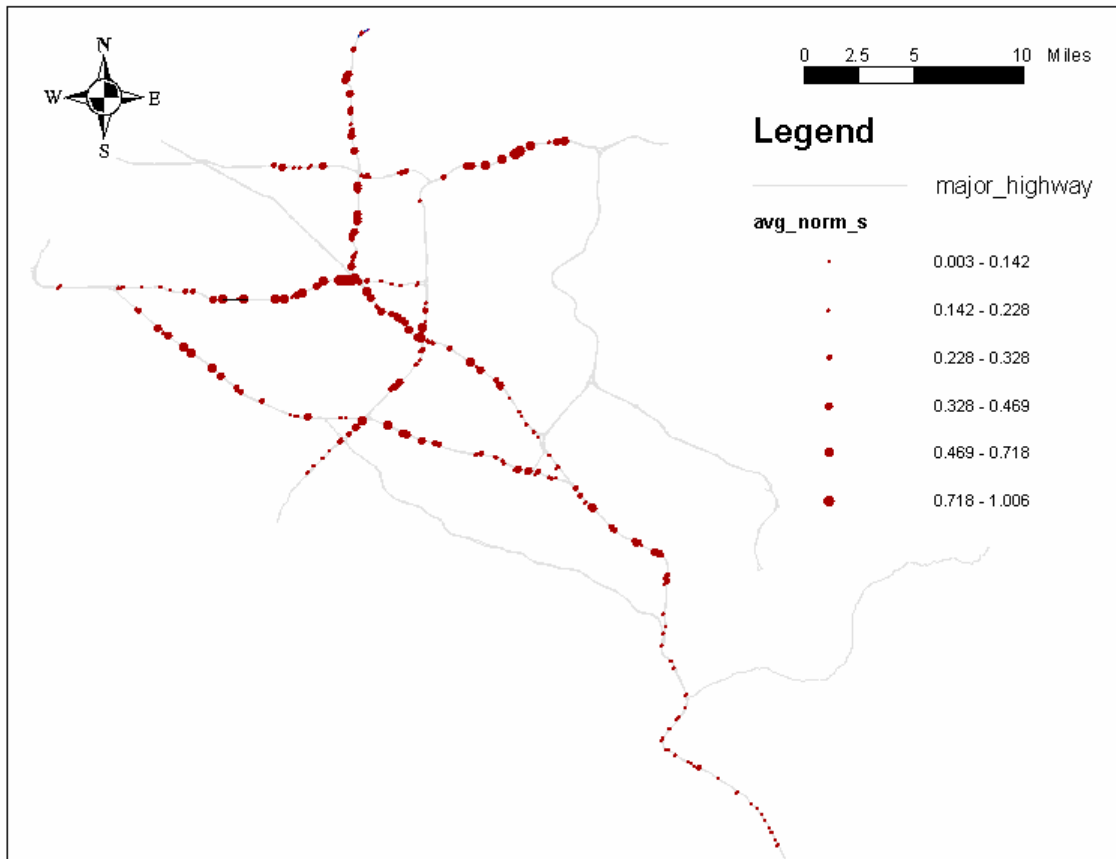 N
W E
S
0 2.5 5 10 Miles
Legend
major_highway
avg_norm_s
0.003 - 0.142
0.142 - 0.228
0.228 - 0.328
0.328 - 0.469
0.469 - 0.718
0.718 - 1.006